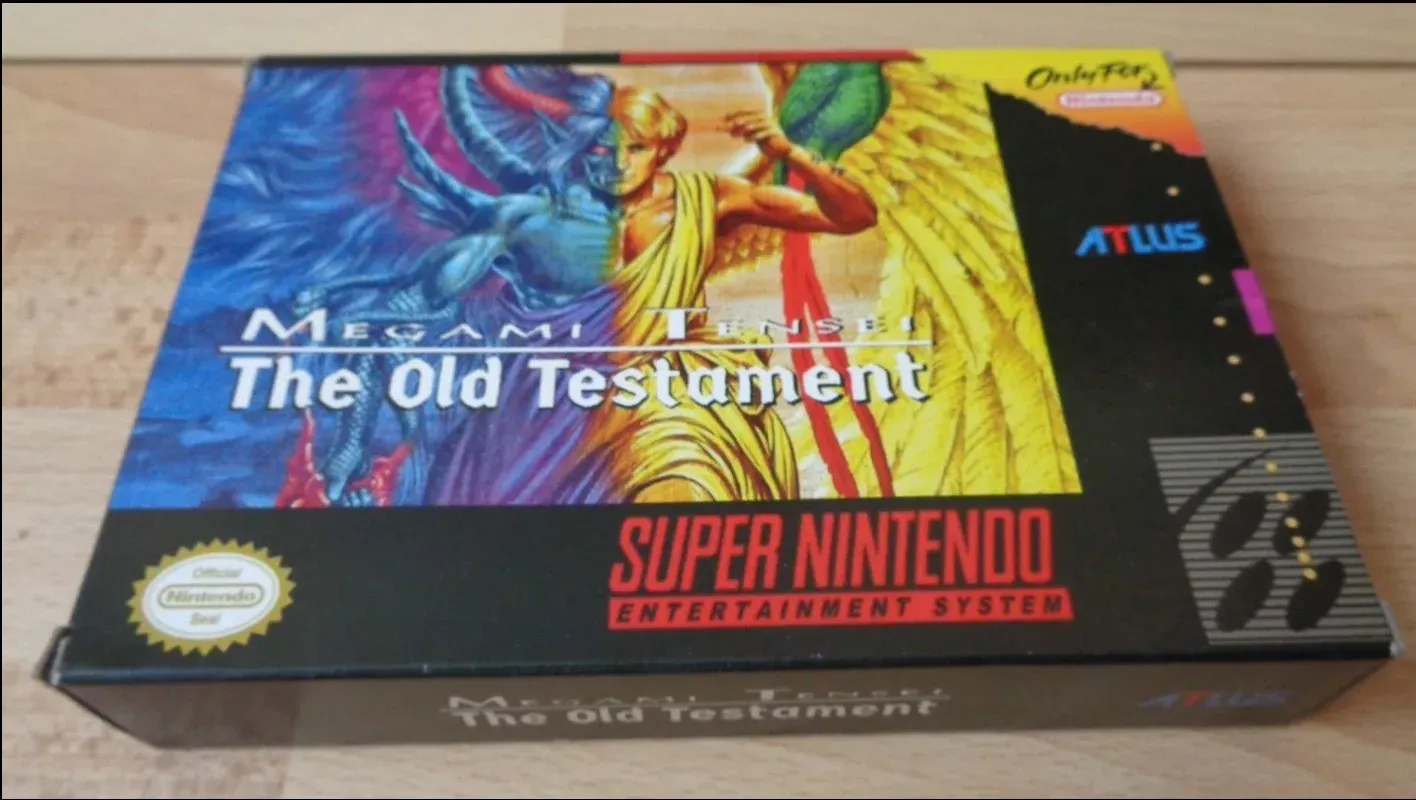 Only For
Nintendo
ATLUS
MEGAMI TENSEI
The Old Testament
SUPER NINTENDO
ENTERTAINMENT SYSTEM
Official
Nintendo
Seal
MEGAMI TENSEI
The Old Testament
ATLUS